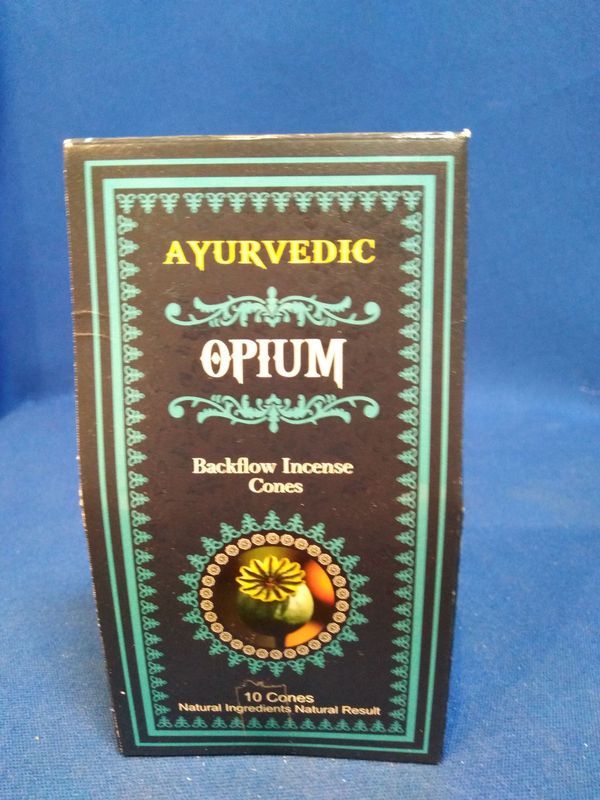 AYURVEDIC
OPIUM
Backflow Incense
Cones
10 Cones
Natural Ingredients Natural Result